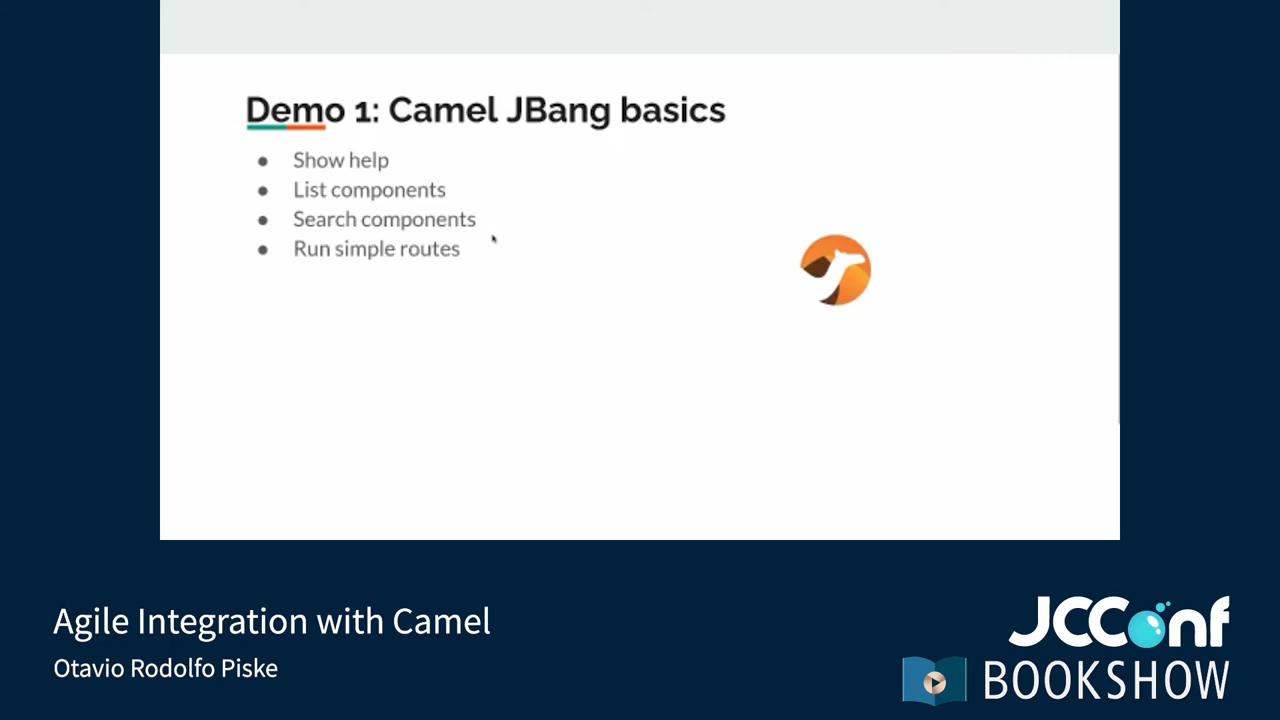 Demo 1: Camel JBang basics
● Show help
● List components
● Search components
● Run simple routes
Agile Integration with Camel
Otavio Rodolfo Piske
JCConf
BOOKSHOW